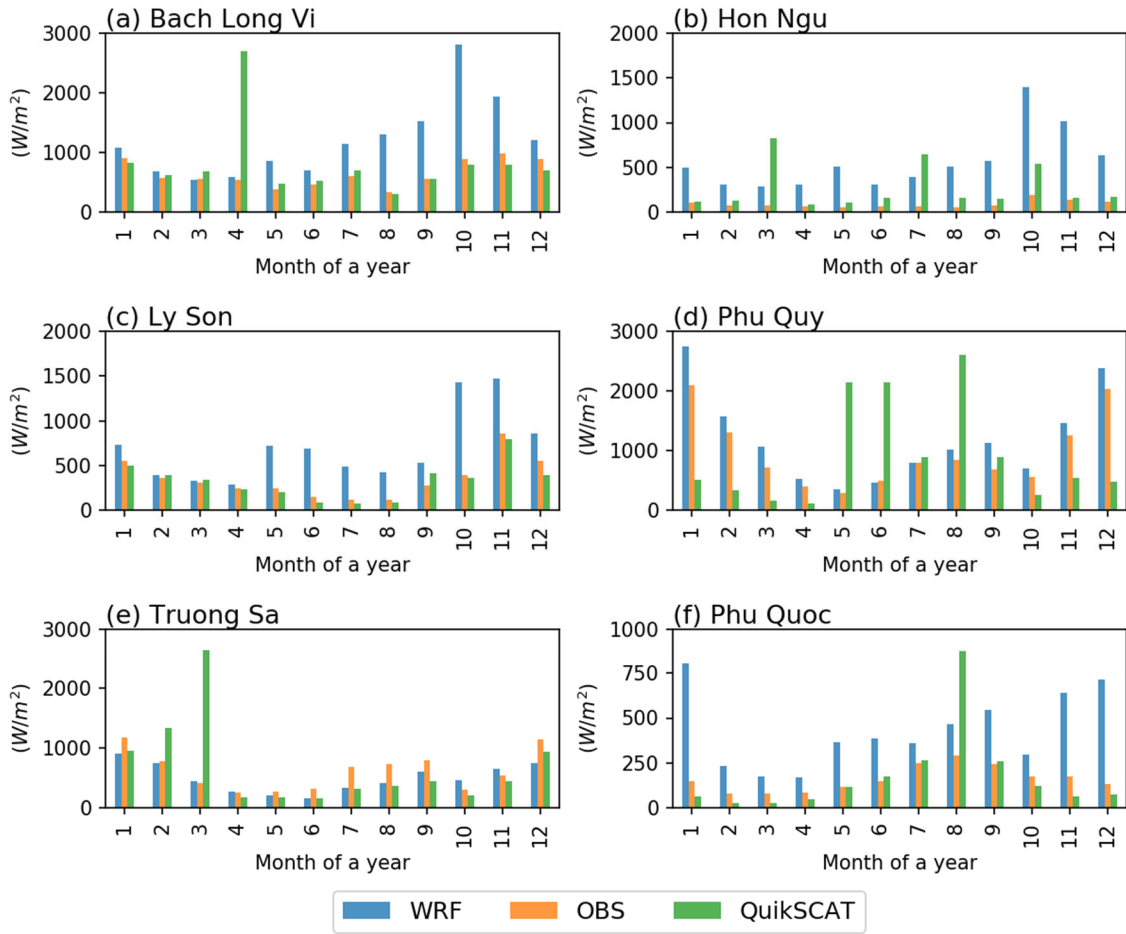 (a) Bach Long Vi
3000
2000
1000
0
(W/m²)
1 2 3 4 5 6 7 8 9 10 11 12
Month of a year
(b) Hon Ngu
2000
1500
1000
500
0
(W/m²)
1 2 3 4 5 6 7 8 9 10 11 12
Month of a year
(c) Ly Son
2000
1500
1000
500
0
(W/m²)
1 2 3 4 5 6 7 8 9 10 11 12
Month of a year
(d) Phu Quy
3000
2000
1000
0
(W/m²)
1 2 3 4 5 6 7 8 9 10 11 12
Month of a year
(e) Truong Sa
3000
2000
1000
0
(W/m²)
1 2 3 4 5 6 7 8 9 10 11 12
Month of a year
(f) Phu Quoc
1000
750
500
250
0
(W/m²)
1 2 3 4 5 6 7 8 9 10 11 12
Month of a year
WRF OBS QuikSCAT